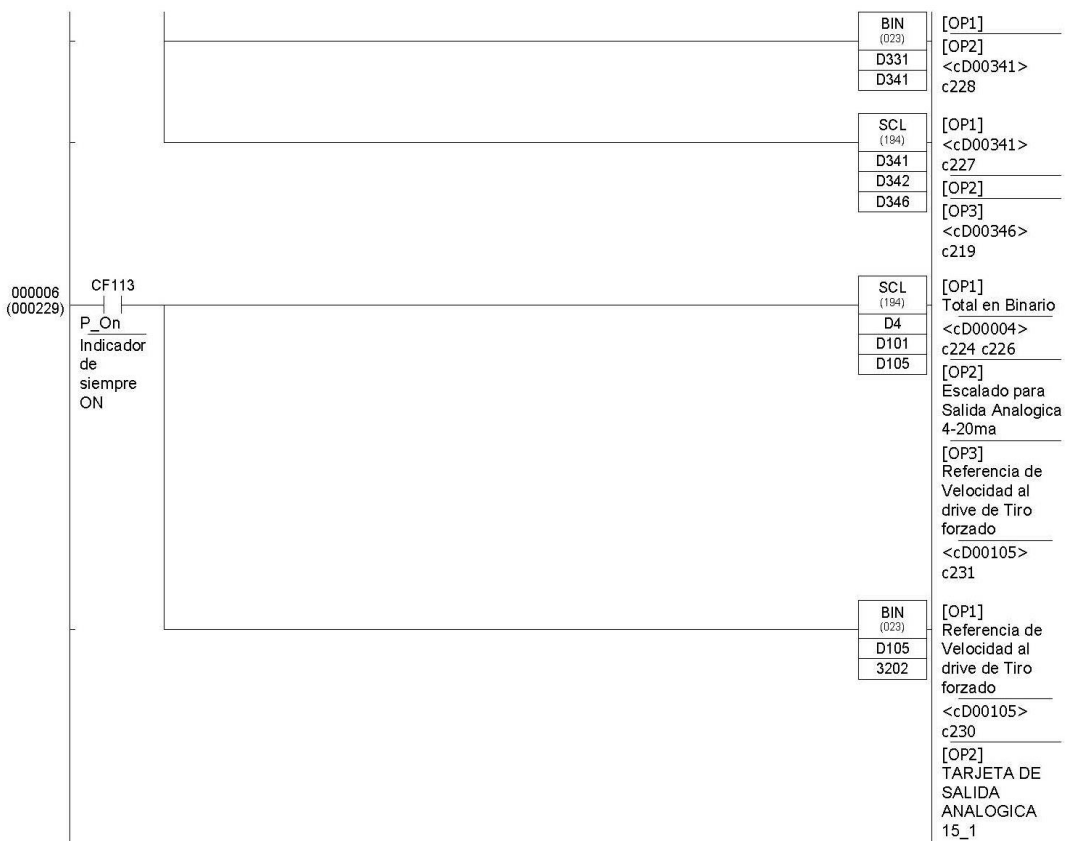 BIN
(023)
D331
D341
[OP1]
[OP2]
<cD00341>
c228
SCL
(194)
D341
D342
D346
[OP1]
<cD00341>
c227
[OP2]
[OP3]
<cD00346>
c219
000006
(000229)
CF113
P_On
Indicador
de
siempre
ON
SCL
(194)
D4
D101
D105
[OP1]
Total en Binario
<cD00004>
c224 c226
[OP2]
Escalado para
Salida Analogica
4-20ma
[OP3]
Referencia de
Velocidad al
drive de Tiro
forzado
<cD00105>
c231
BIN
(023)
D105
3202
[OP1]
Referencia de
Velocidad al
drive de Tiro
forzado
<cD00105>
c230
[OP2]
TARJETA DE
SALIDA
ANALOGICA
15_1